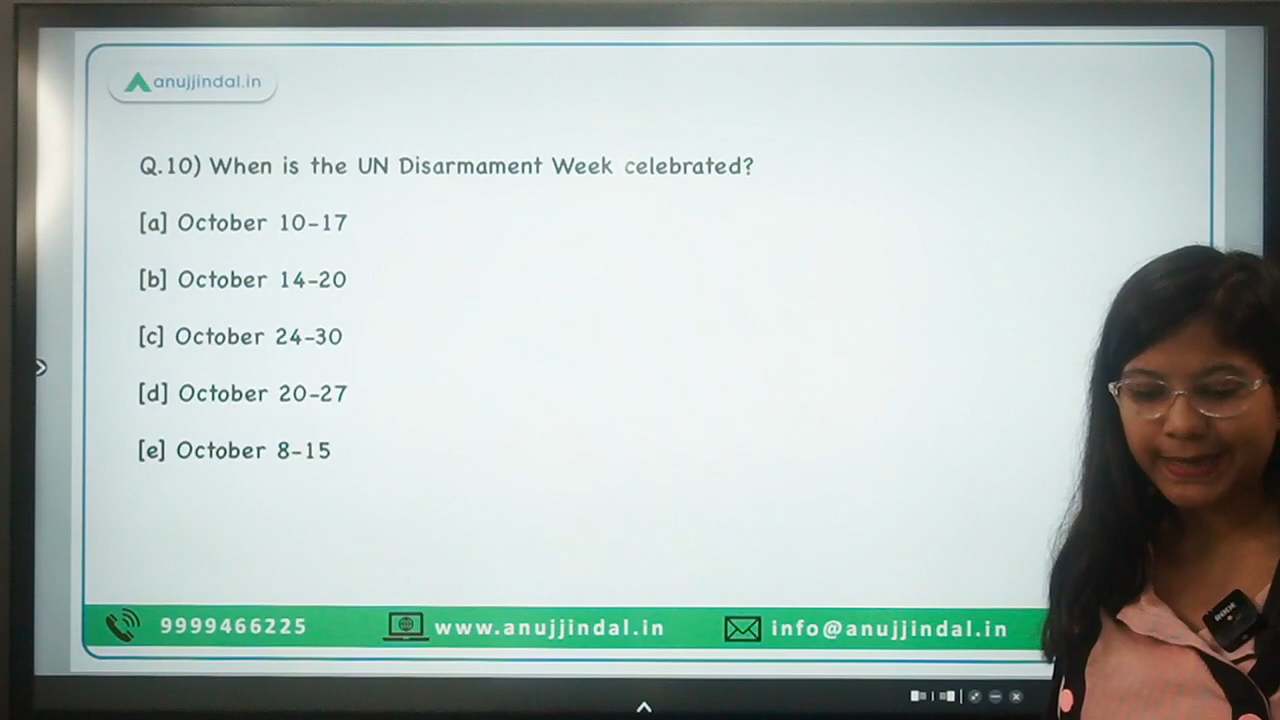 anujjindal.in
Q.10) When is the UN Disarmament Week celebrated?
[a] October 10-17
[b] October 14-20
[c] October 24-30
[d] October 20-27
[e] October 8-15
9999466225 www.anujjindal.in info@anujjindal.in
RODE